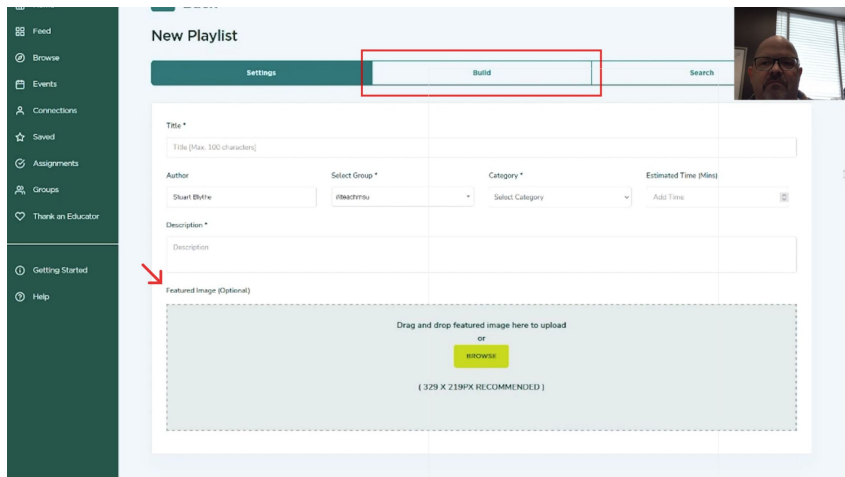 Feed
Browse
Events
Connections
Saved
Assignments
Groups
Thank an Educator
Getting Started
Help
New Playlist
Settings
Build
Search
Title *
Title [Max. 100 characters]
Author
Select Group *
Category *
Estimated Time (Mins)
Stuart Blythe
#iteachmsu
Select Category
Add Time
Description *
Description
Featured Image (Optional)
Drag and drop featured image here to upload
or
BROWSE
( 329 X 219PX RECOMMENDED )